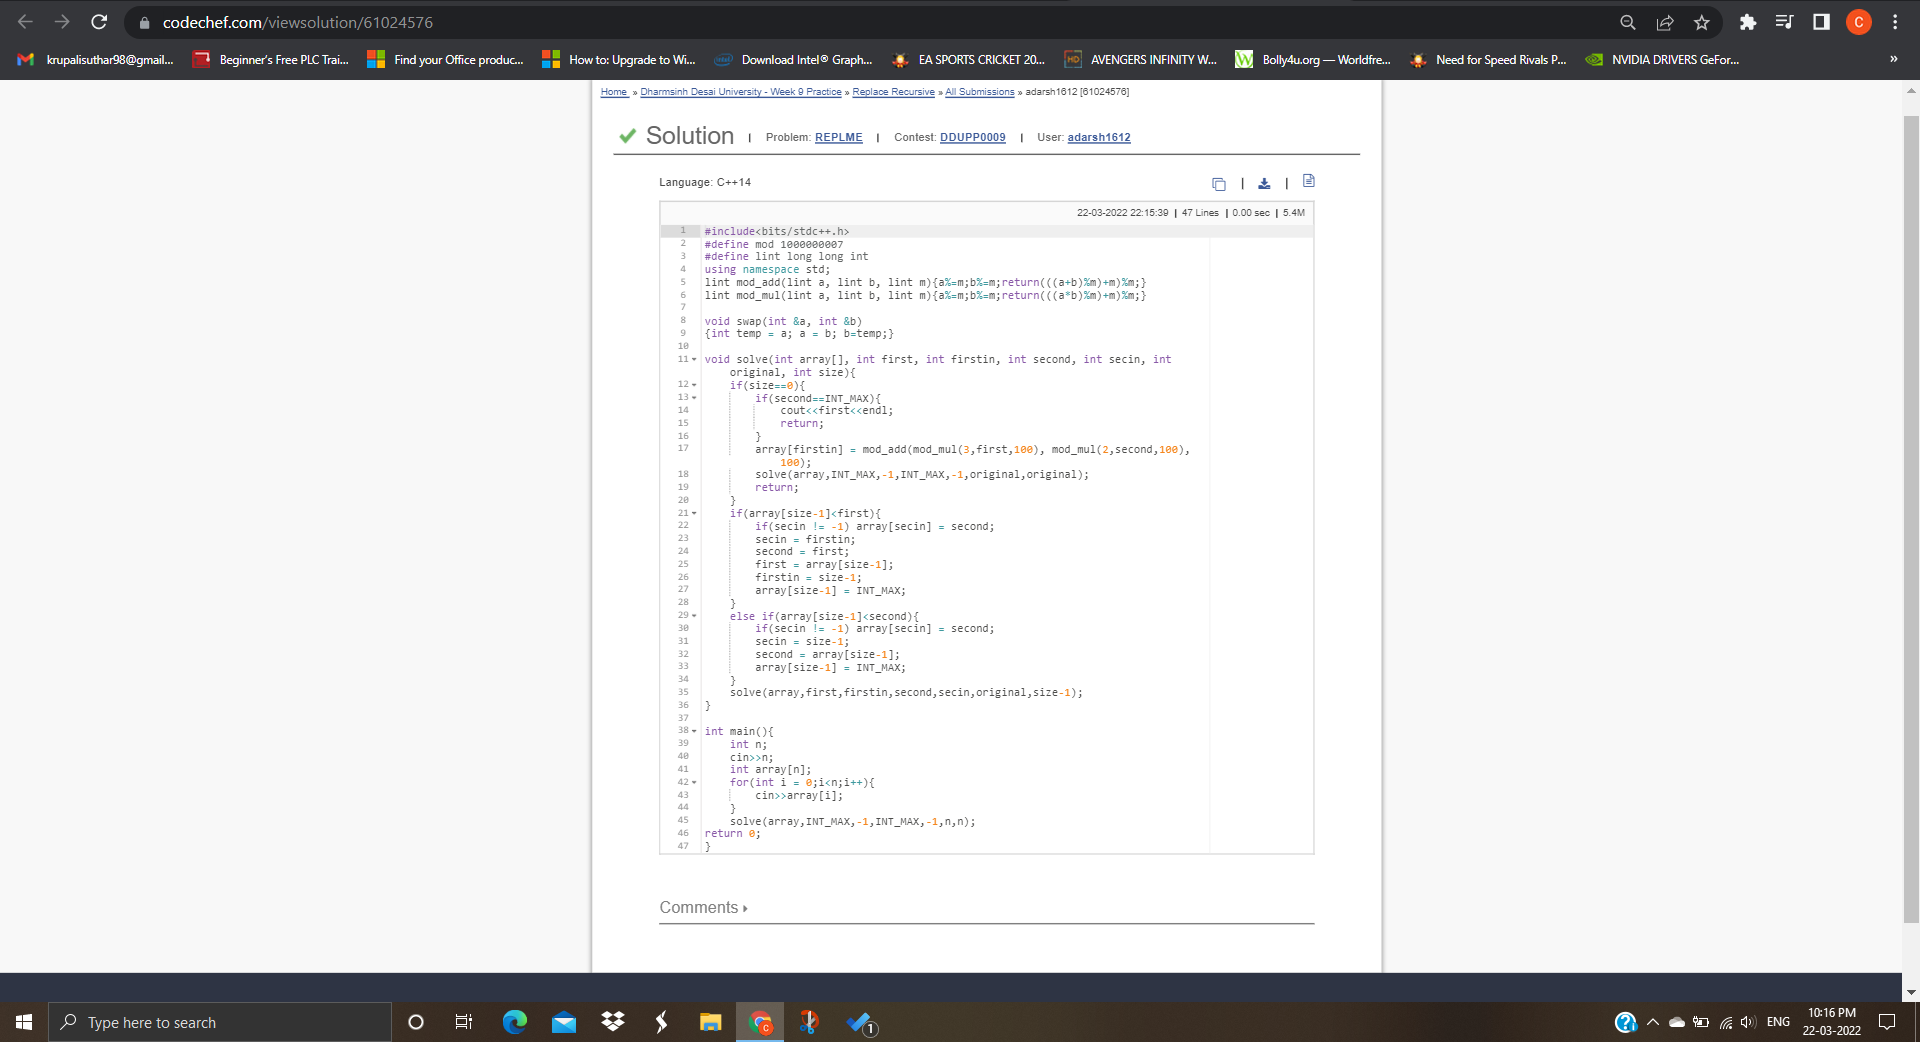 codechef.com/viewsolution/61024576
C
krupalisuthar98@gmail... Beginner's Free PLC Trai... Find your Office produc... How to: Upgrade to Wi... Download Intel® Graph... EA SPORTS CRICKET 20... HD AVENGERS INFINITY W... W Bolly4u.org — Worldfre... Need for Speed Rivals P... NVIDIA DRIVERS GeFor... »
Home » Dharmsinh Desai University - Week 9 Practice » Replace Recursive » All Submissions » adarsh1612 [61024576]
Solution | Problem: REPLME | Contest: DDUPP0009 | User: adarsh1612
Language: C++14 | |
22-03-2022 22:15:39 | 47 Lines | 0.00 sec | 5.4M
1 #include<bits/stdc++.h>
2 #define mod 1000000007
3 #define lint long long int
4 using namespace std;
5 lint mod_add(lint a, lint b, lint m){a%=m;b%=m;return(((a+b)%m)+m)%m;}
6 lint mod_mul(lint a, lint b, lint m){a%=m;b%=m;return(((a*b)%m)+m)%m;}
7
8 void swap(int &a, int &b)
9 {int temp = a; a = b; b=temp;}
10
11 void solve(int array[], int first, int firstin, int second, int secin, int
original, int size){
12 if(size==0){
13 if(second==INT_MAX){
14 cout<<first<<endl;
15 return;
16 }
17 array[firstin] = mod_add(mod_mul(3,first,100), mod_mul(2,second,100),
100);
18 solve(array,INT_MAX,-1,INT_MAX,-1,original,original);
19 return;
20 }
21 if(array[size-1]<first){
22 if(secin != -1) array[secin] = second;
23 secin = firstin;
24 second = first;
25 first = array[size-1];
26 firstin = size-1;
27 array[size-1] = INT_MAX;
28 }
29 else if(array[size-1]<second){
30 if(secin != -1) array[secin] = second;
31 secin = size-1;
32 second = array[size-1];
33 array[size-1] = INT_MAX;
34 }
35 solve(array,first,firstin,second,secin,original,size-1);
36 }
37
38 int main(){
39 int n;
40 cin>>n;
41 int array[n];
42 for(int i = 0;i<n;i++){
43 cin>>array[i];
44 }
45 solve(array,INT_MAX,-1,INT_MAX,-1,n,n);
46 return 0;
47 }
Comments
Type here to search
C
1
ENG
10:16 PM
22-03-2022